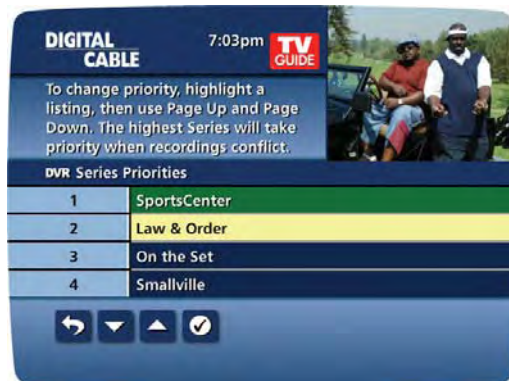 DIGITAL
CABLE
7:03pm
TV
GUIDE
To change priority, highlight a
listing, then use Page Up and Page
Down. The highest Series will take
priority when recordings conflict.
DVR Series Priorities
1 SportsCenter
2 Law & Order
3 On the Set
4 Smallville